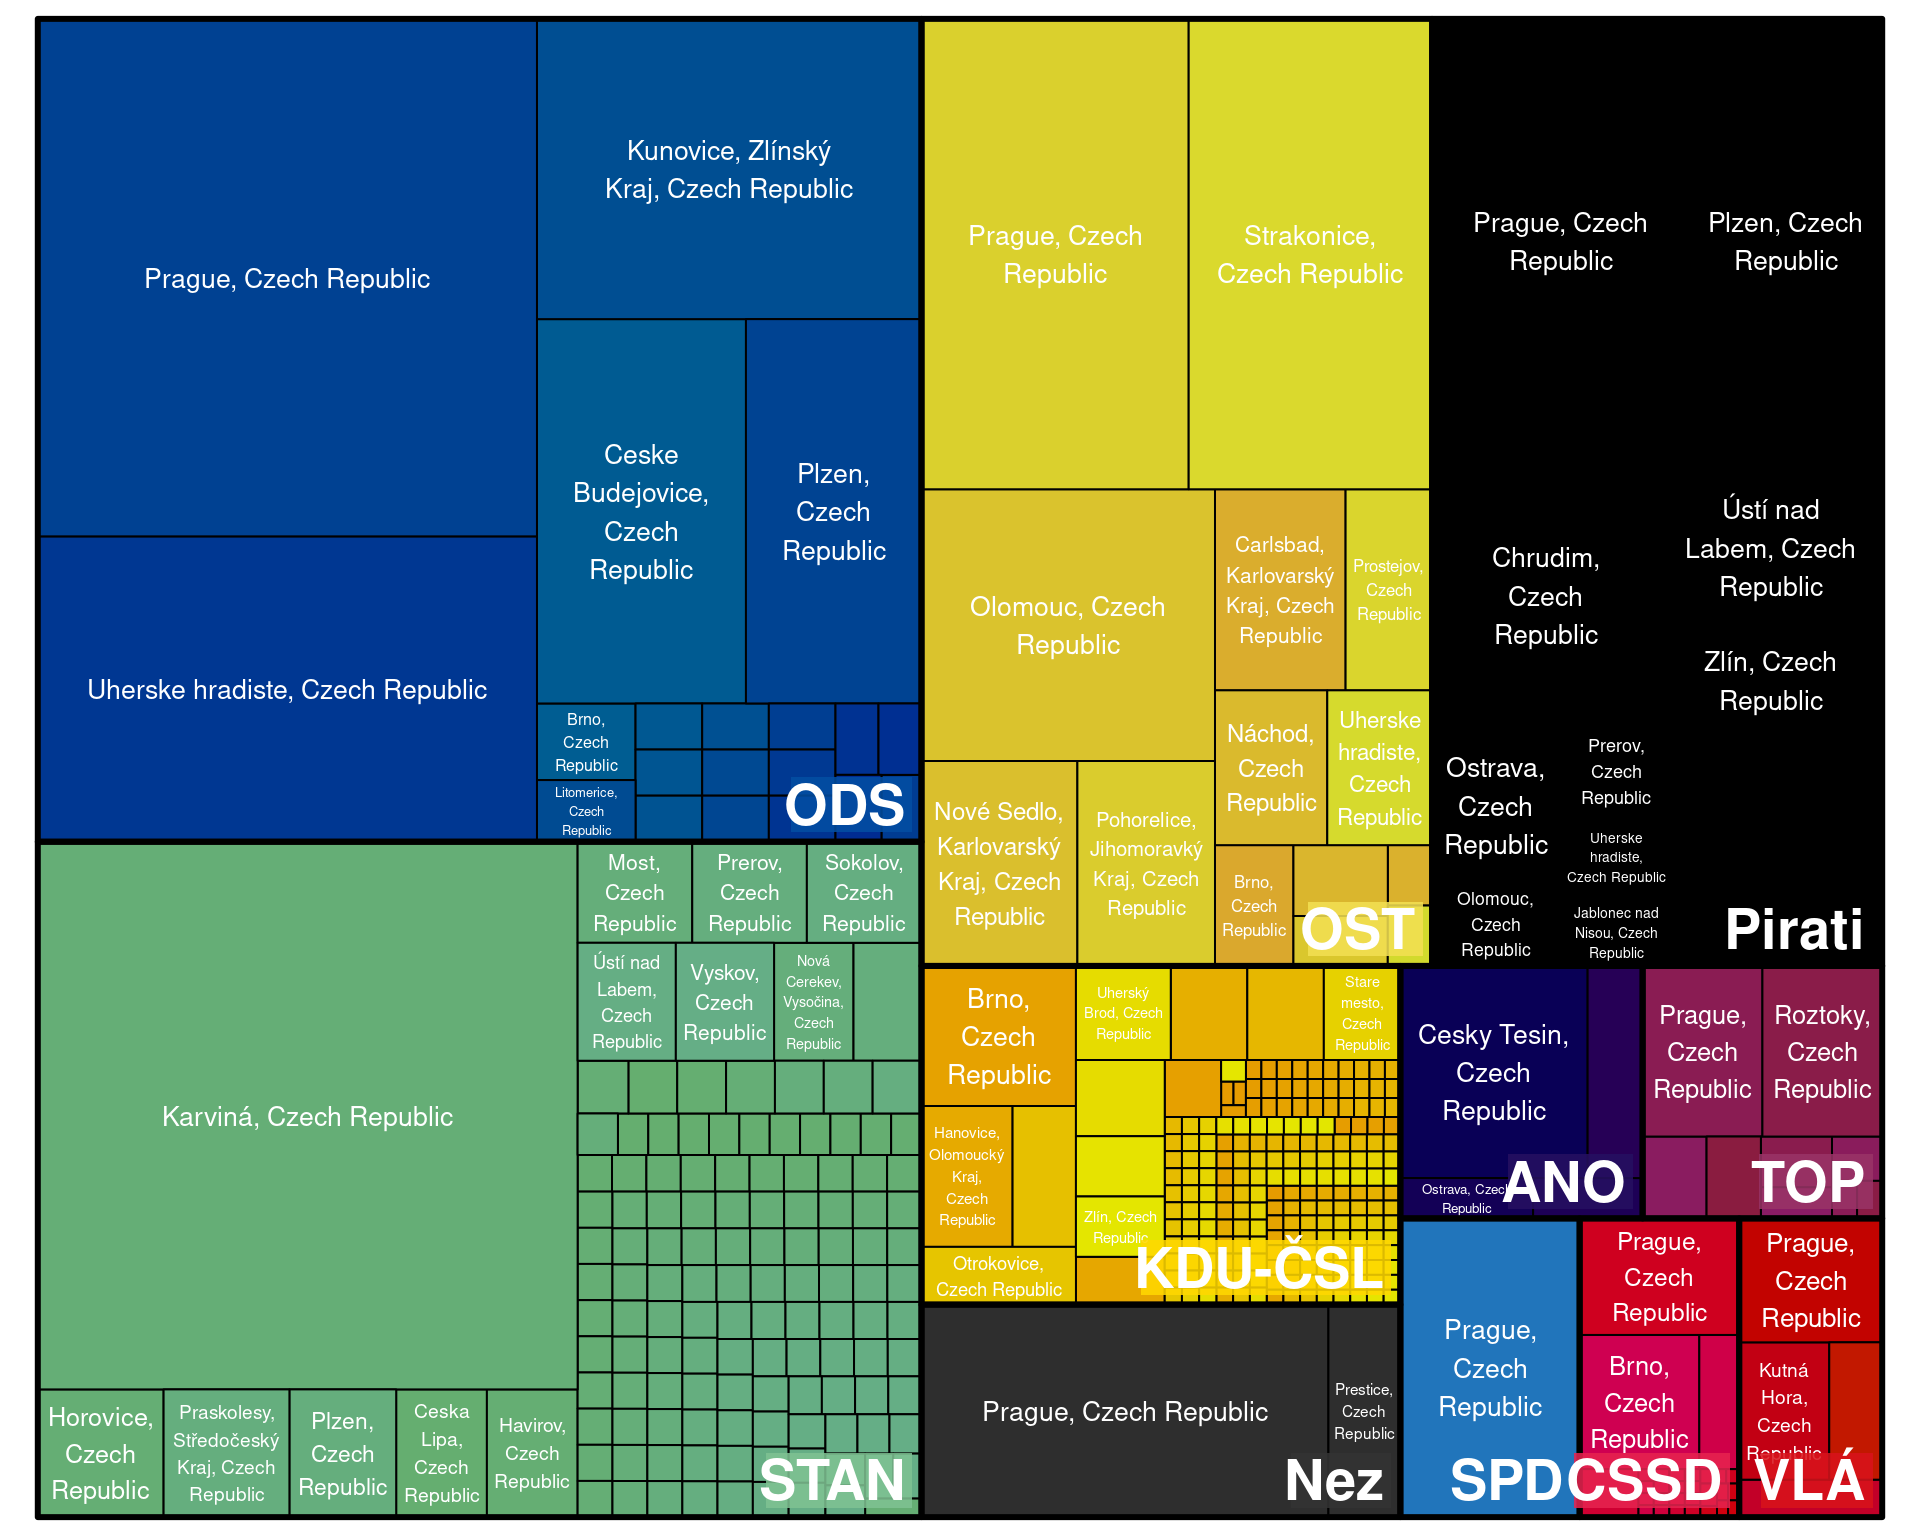 Prague, Czech Republic
Kunovice, Zlínský
Kraj, Czech Republic
Ceske
Budejovice,
Czech
Republic
Plzen,
Czech
Republic
Uherske hradiste, Czech Republic
Brno,
Czech
Republic
Litomerice,
Czech
Republic
ODS
Karviná, Czech Republic
Most,
Czech
Republic
Prerov,
Czech
Republic
Sokolov,
Czech
Republic
Ústí nad
Labem,
Czech
Republic
Vyskov,
Czech
Republic
Nová
Cerekev,
Vysočina,
Czech
Republic
Horovice,
Czech
Republic
Praskolesy,
Středočeský
Kraj, Czech
Republic
Plzen,
Czech
Republic
Ceska
Lipa,
Czech
Republic
Havirov,
Czech
Republic
STAN
Prague, Czech
Republic
Strakonice,
Czech Republic
Olomouc, Czech
Republic
Carlsbad,
Karlovarský
Kraj, Czech
Republic
Prostejov,
Czech
Republic
Náchod,
Czech
Republic
Uherske
hradiste,
Czech
Republic
Nové Sedlo,
Karlovarský
Kraj, Czech
Republic
Pohorelice,
Jihomoravký
Kraj, Czech
Republic
Brno,
Czech
Republic
OST
Prague, Czech
Republic
Plzen, Czech
Republic
Chrudim,
Czech
Republic
Ústí nad
Labem, Czech
Republic
Zlín, Czech
Republic
Ostrava,
Czech
Republic
Prerov,
Czech
Republic
Uherske
hradiste,
Czech Republic
Olomouc,
Czech
Republic
Jablonec nad
Nisou, Czech
Republic
Pirati
Brno,
Czech
Republic
Uherský
Brod, Czech
Republic
Stare
mesto,
Czech
Republic
Hanovice,
Olomoucký
Kraj,
Czech
Republic
Zlín, Czech
Republic
Otrokovice,
Czech Republic
KDU-ČSL
Prague, Czech Republic
Prestice,
Czech
Republic
Nez
Cesky Tesin,
Czech
Republic
Ostrava, Czech
Republic
ANO
Prague,
Czech
Republic
Roztoky,
Czech
Republic
TOP
Prague,
Czech
Republic
SPD
Prague,
Czech
Republic
Brno,
Czech
Republic
CSSD
Prague,
Czech
Republic
Kutná
Hora,
Czech
Republic
VLÁ